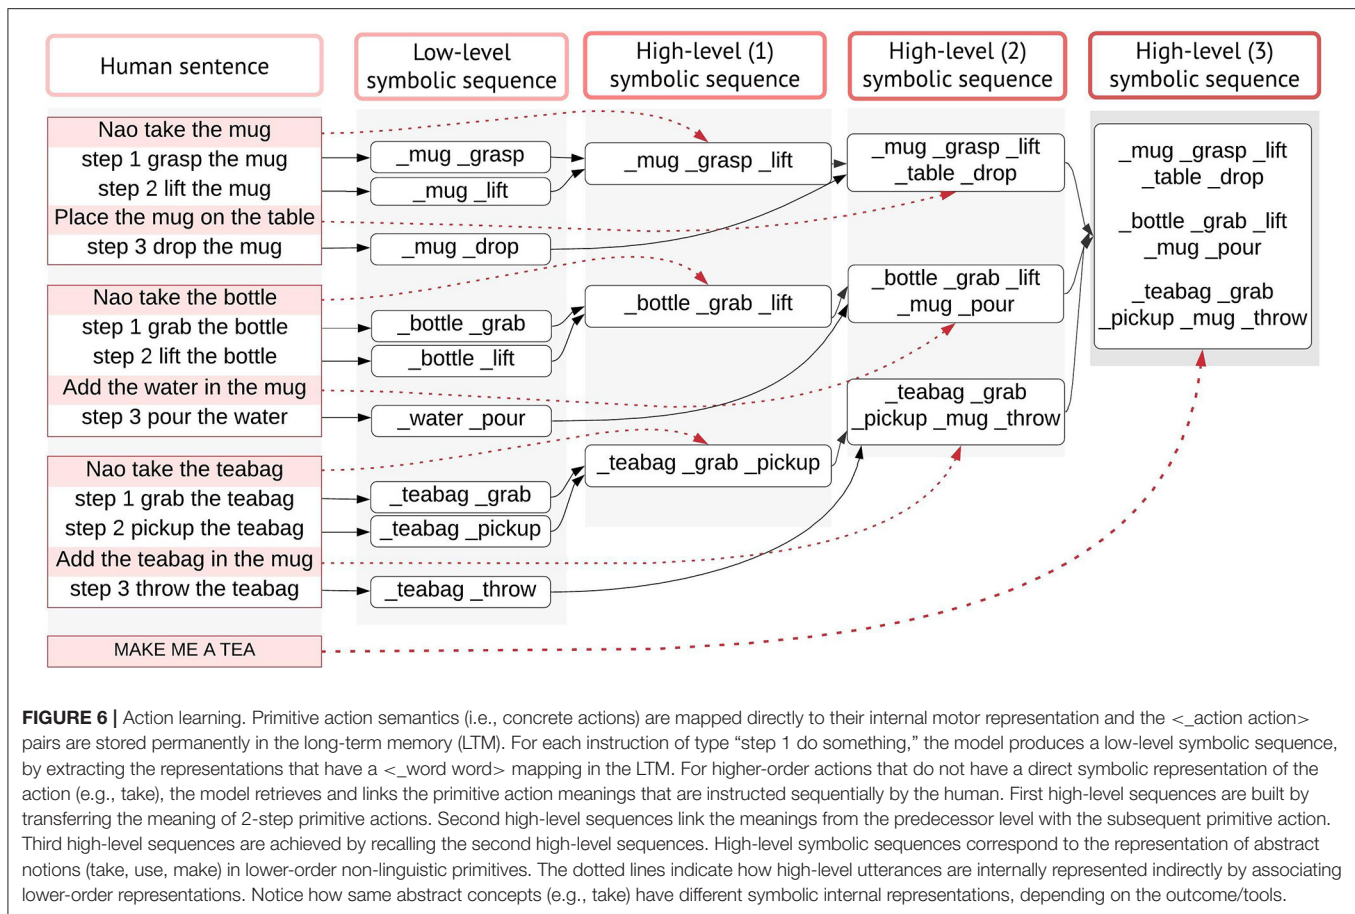 Human sentence
Low-level
symbolic sequence
High-level (1)
symbolic sequence
High-level (2)
symbolic sequence
High-level (3)
symbolic sequence
Nao take the mug
step 1 grasp the mug
step 2 lift the mug
Place the mug on the table
step 3 drop the mug
Nao take the bottle
step 1 grab the bottle
step 2 lift the bottle
Add the water in the mug
step 3 pour the water
Nao take the teabag
step 1 grab the teabag
step 2 pickup the teabag
Add the teabag in the mug
step 3 throw the teabag
MAKE ME A TEA
_mug _grasp
_mug _lift
_mug _drop
_bottle _grab
_bottle _lift
_water _pour
_teabag _grab
_teabag _pickup
_teabag _throw
_mug _grasp _lift
_bottle _grab _lift
_teabag _grab _pickup
_mug _grasp _lift
_table _drop
_bottle _grab _lift
_mug _pour
_teabag _grab
_pickup _mug _throw
_mug _grasp _lift
_table _drop
_bottle _grab _lift
_mug _pour
_teabag _grab
_pickup _mug _throw
FIGURE 6 | Action learning. Primitive action semantics (i.e., concrete actions) are mapped directly to their internal motor representation and the <_action action>
pairs are stored permanently in the long-term memory (LTM). For each instruction of type “step 1 do something,” the model produces a low-level symbolic sequence,
by extracting the representations that have a <_word word> mapping in the LTM. For higher-order actions that do not have a direct symbolic representation of the
action (e.g., take), the model retrieves and links the primitive action meanings that are instructed sequentially by the human. First high-level sequences are built by
transferring the meaning of 2-step primitive actions. Second high-level sequences link the meanings from the predecessor level with the subsequent primitive action.
Third high-level sequences are achieved by recalling the second high-level sequences. High-level symbolic sequences correspond to the representation of abstract
notions (take, use, make) in lower-order non-linguistic primitives. The dotted lines indicate how high-level utterances are internally represented indirectly by associating
lower-order representations. Notice how same abstract concepts (e.g., take) have different symbolic internal representations, depending on the outcome/tools.